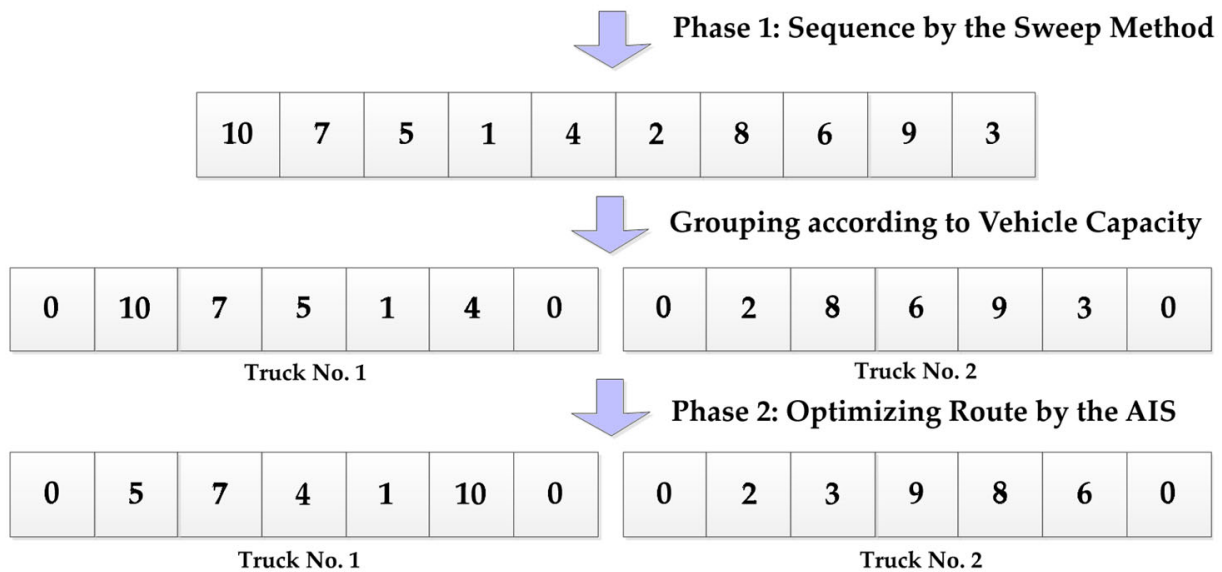 Phase 1: Sequence by the Sweep Method
10 7 5 1 4 2 8 6 9 3
Grouping according to Vehicle Capacity
0 10 7 5 1 4 0 0 2 8 6 9 3 0
Truck No. 1 Truck No. 2
Phase 2: Optimizing Route by the AIS
0 5 7 4 1 10 0 0 2 3 9 8 6 0
Truck No. 1 Truck No. 2